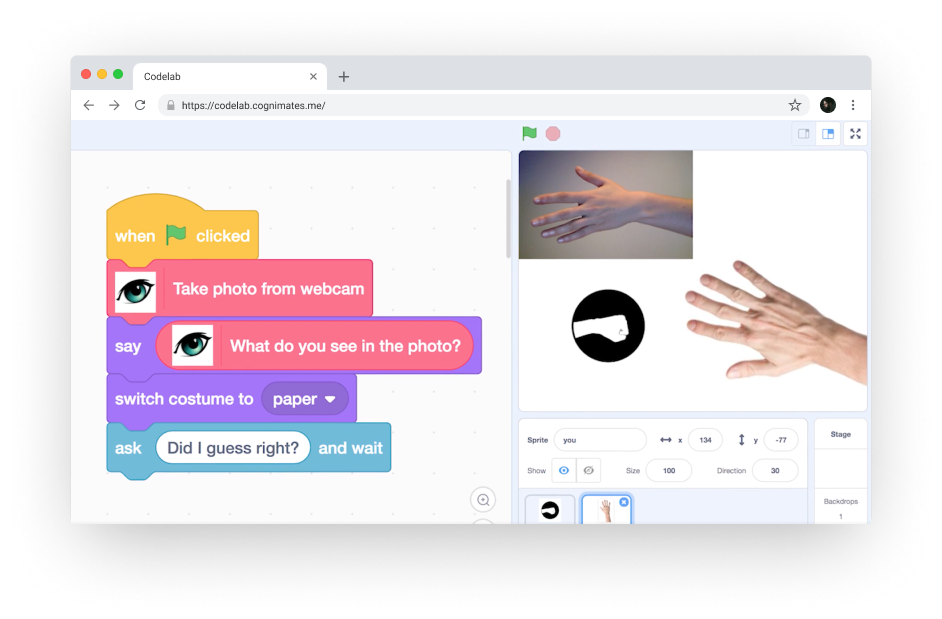 Codelab
https://codelab.cognimates.me/
when clicked
Take photo from webcam
say What do you see in the photo?
switch costume to paper
ask Did I guess right? and wait
Sprite you x 134 y -77
Show Size 100 Direction 30
Stage
Backdrops
1